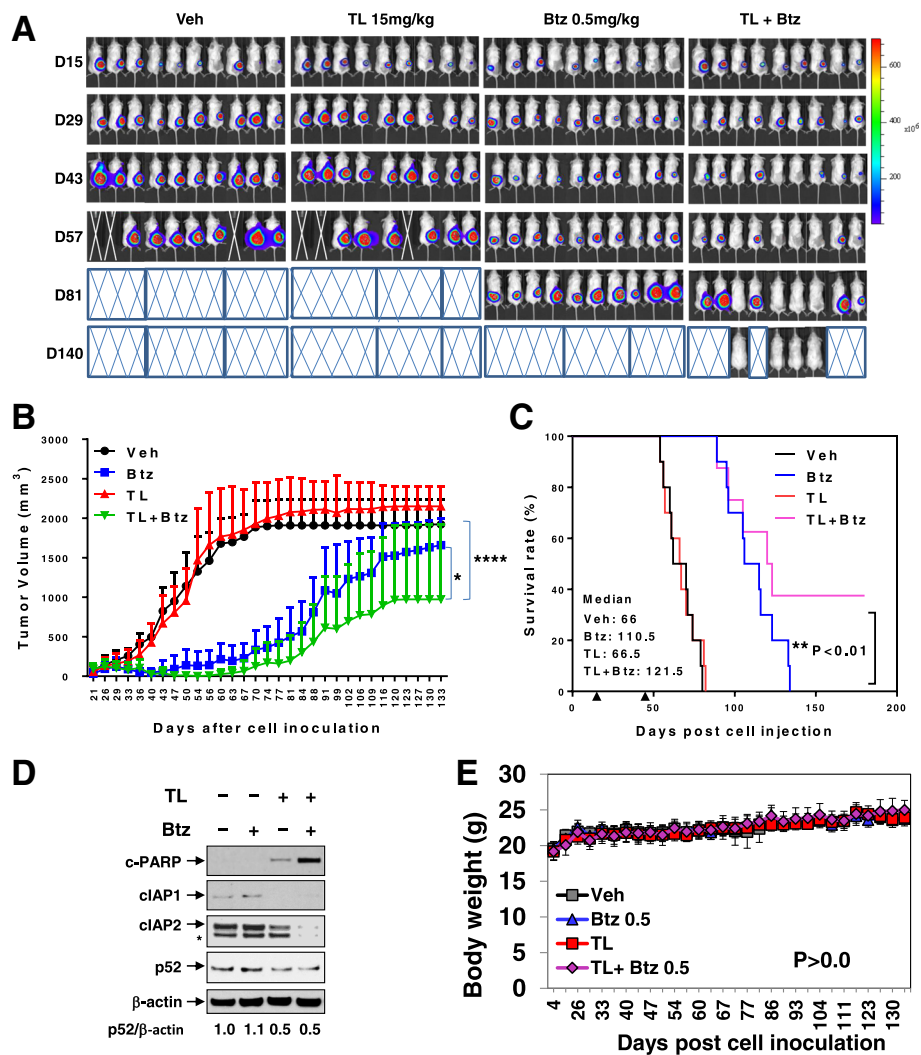 A
Veh
TL 15mg/kg
Btz 0.5mg/kg
TL + Btz
D15
D29
D43
D57
D81
D140
600
400
x10⁶
200
B
Tumor Volume (mm³)
3000
2500
2000
1500
1000
500
0
Veh
Btz
TL
TL+Btz
*
****
21 26 29 33 36 40 43 47 50 54 56 60 63 67 70 74 77 81 84 88 91 99 102 106 109 116 120 123 127 130 133
Days after cell inoculation
C
Survival rate (%)
100
80
60
40
20
0
Veh
Btz
TL
TL+Btz
Median
Veh: 66
Btz: 110.5
TL: 66.5
TL+Btz: 121.5
** P<0.01
0 50 100 150 200
Days post cell injection
D
TL – – + +
Btz – + – +
c-PARP
cIAP1
cIAP2
*
p52
β-actin
p52/β-actin 1.0 1.1 0.5 0.5
E
Body weight (g)
30
25
20
15
10
5
0
Veh
Btz 0.5
TL
TL+ Btz 0.5
P>0.0
4 26 33 40 47 54 60 67 77 86 93 104 111 123 130
Days post cell inoculation